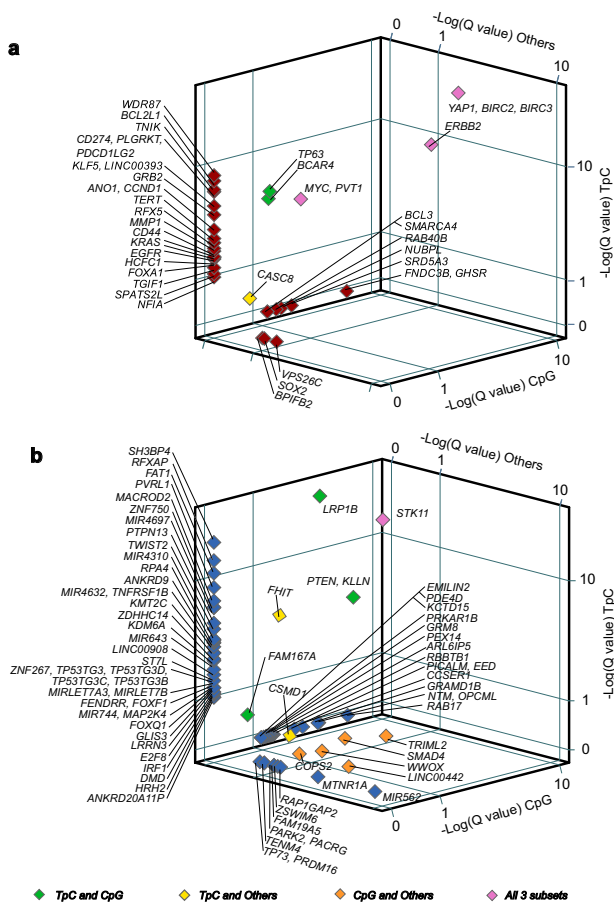 a
-Log(Q value) Others
0
1
10
YAP1, BIRC2, BIRC3
ERBB2
WDR87
BCL2L1
TNIK
CD274, PLGRKT,
PDCD1LG2
KLF5, LINC00393
GRB2
ANO1, CCND1
TERT
RFX5
MMP1
CD44
KRAS
EGFR
HCFC1
FOXA1
TGIF1
SPATS2L
NFIA
TP63
BCAR4
MYC, PVT1
CASC8
BCL3
SMARCA4
RAB40B
NUBPL
SRD5A3
FNDC3B, GHSR
VPS26C
SOX2
BPIFB2
10
1
0
-Log(Q value) TpC
0
1
10
-Log(Q value) CpG
b
-Log(Q value) Others
0
1
10
SH3BP4
RFXAP
FAT1
PVRL1
MACROD2
ZNF750
MIR4697
PTPN13
TWIST2
MIR4310
RPA4
ANKRD9
MIR4632, TNFRSF1B
KMT2C
ZDHHC14
KDM6A
MIR643
LINC00908
ST7L
ZNF267, TP53TG3, TP53TG3D,
TP53TG3C, TP53TG3B
MIRLET7A3, MIRLET7B
FENDRR, FOXF1
MIR744, MAP2K4
FOXQ1
GLIS3
LRRN3
E2F8
IRF1
DMD
HRH2
ANKRD20A11P
LRP1B
STK11
PTEN, KLLN
FHIT
FAM167A
CSMD1
EMILIN2
PDE4D
KCTD15
PRKAR1B
GRM8
PEX14
ARL6IP5
RBBTB1
PICALM, EED
CCSER1
GRAMD1B
NTM, OPCML
RAB17
TRIML2
SMAD4
WWOX
LINC00442
COPS2
MTNR1A
MIR562
RAP1GAP2
ZSWIM6
FAM19A5
PARK2, PACRG
TENM4
TP73, PRDM16
10
1
0
-Log(Q value) TpC
0
1
10
-Log(Q value) CpG
TpC and CpG
TpC and Others
CpG and Others
All 3 subsets